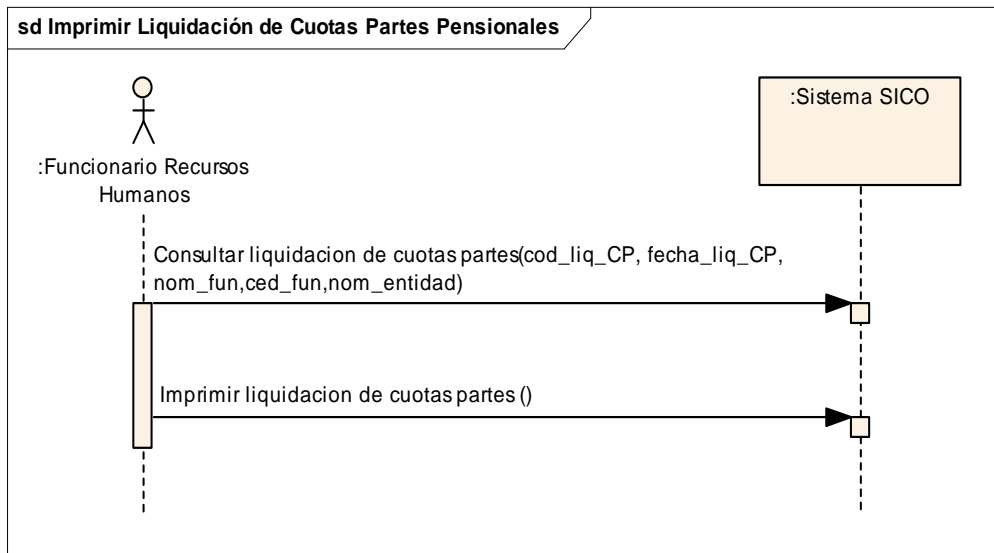 sd Imprimir Liquidación de Cuotas Partes Pensionales
:Funcionario Recursos
Humanos
:Sistema SICO
Consultar liquidacion de cuotas partes(cod_liq_CP, fecha_liq_CP,
nom_fun,ced_fun,nom_entidad)
Imprimir liquidacion de cuotas partes ()